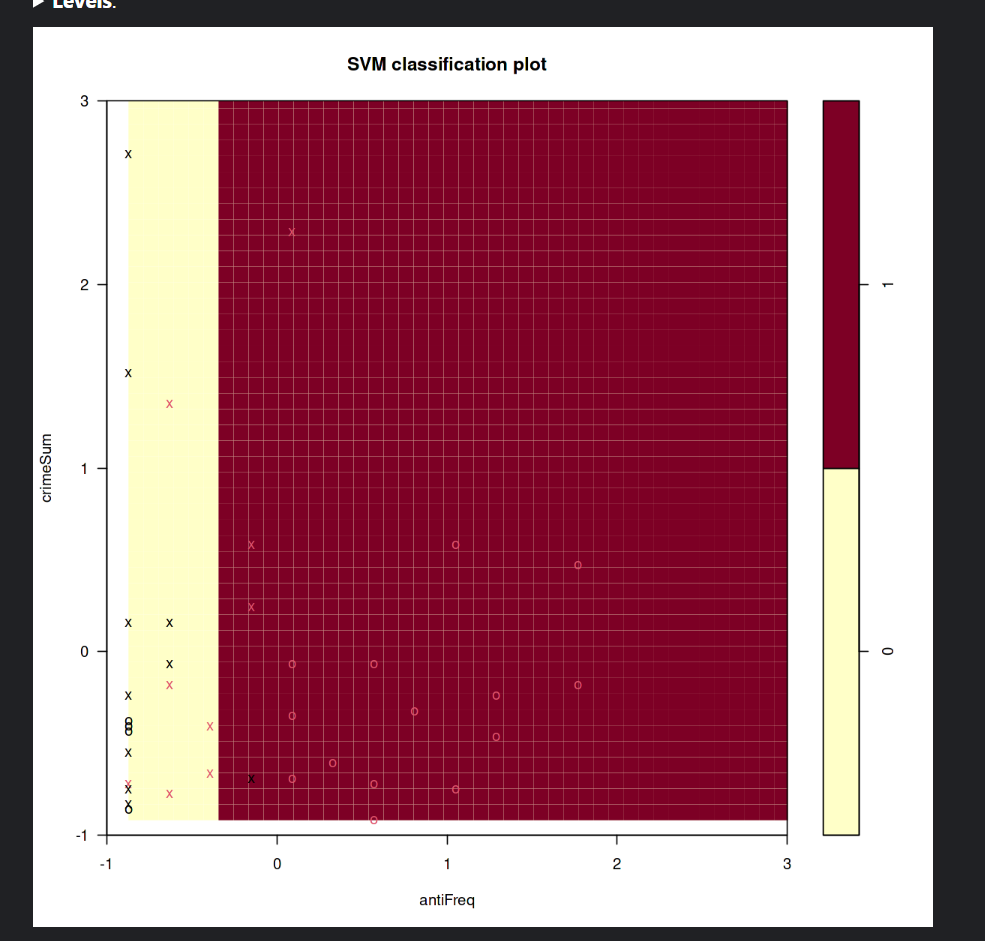 ▶ Levels:
SVM classification plot
3
2
1
0
-1
crimeSum
-1 0 1 2 3
antiFreq
1
0